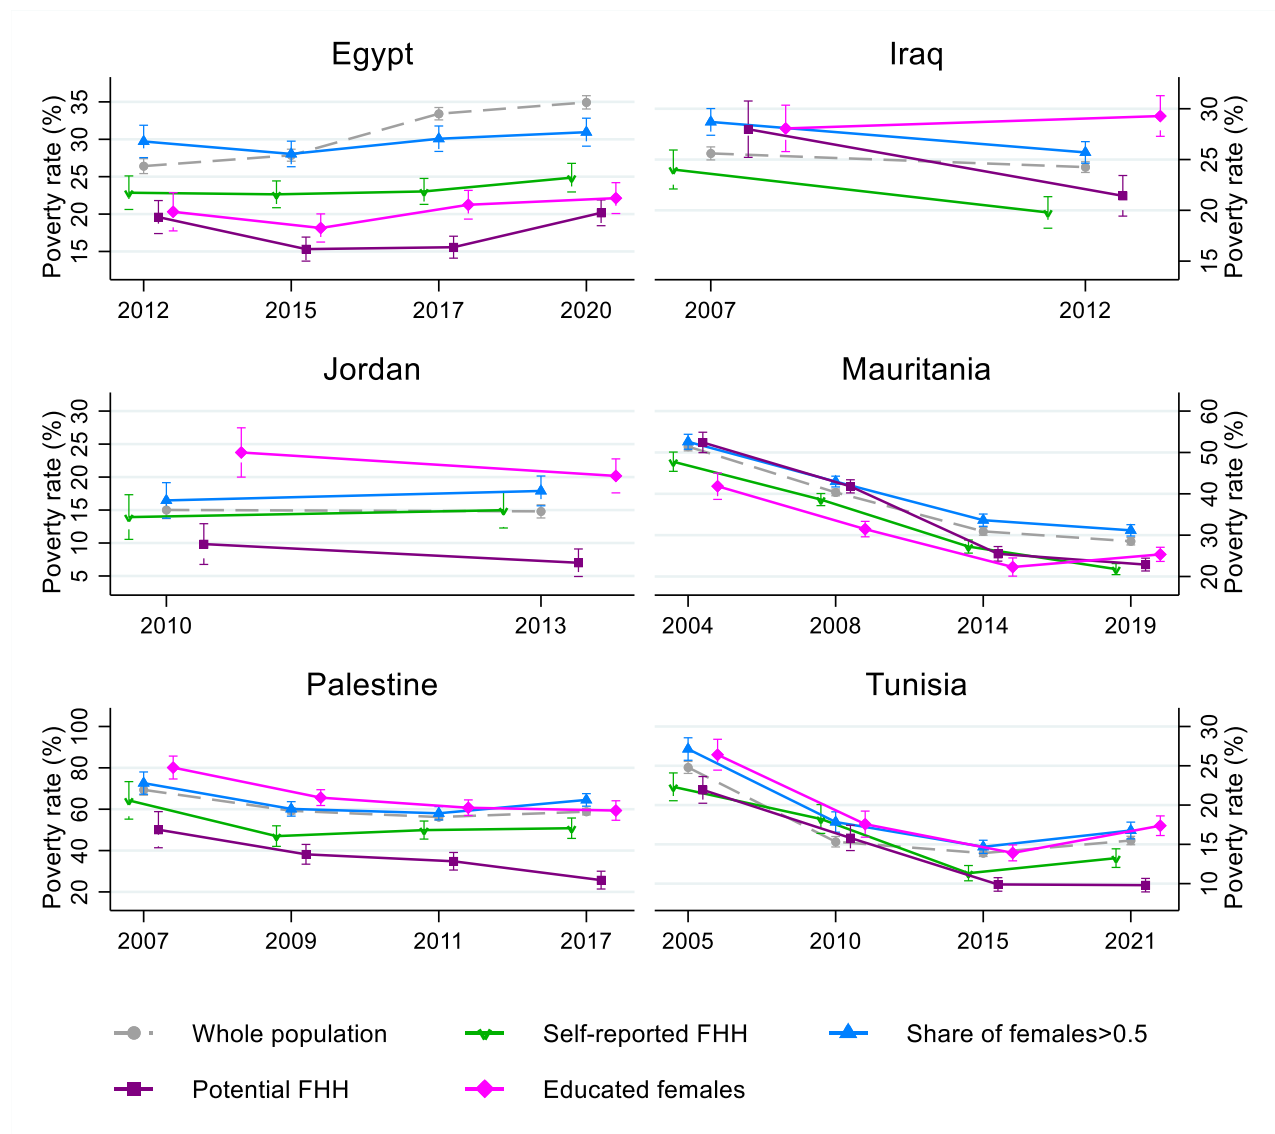 Egypt
Poverty rate (%)
35
30
25
20
15
2012 2015 2017 2020
Iraq
Poverty rate (%)
30
25
20
15
2007 2012
Jordan
Poverty rate (%)
30
25
20
15
10
5
2010 2013
Mauritania
Poverty rate (%)
60
50
40
30
20
2004 2008 2014 2019
Palestine
Poverty rate (%)
100
80
60
40
20
2007 2009 2011 2017
Tunisia
Poverty rate (%)
30
25
20
15
10
2005 2010 2015 2021
Whole population Self-reported FHH Share of females>0.5
Potential FHH Educated females